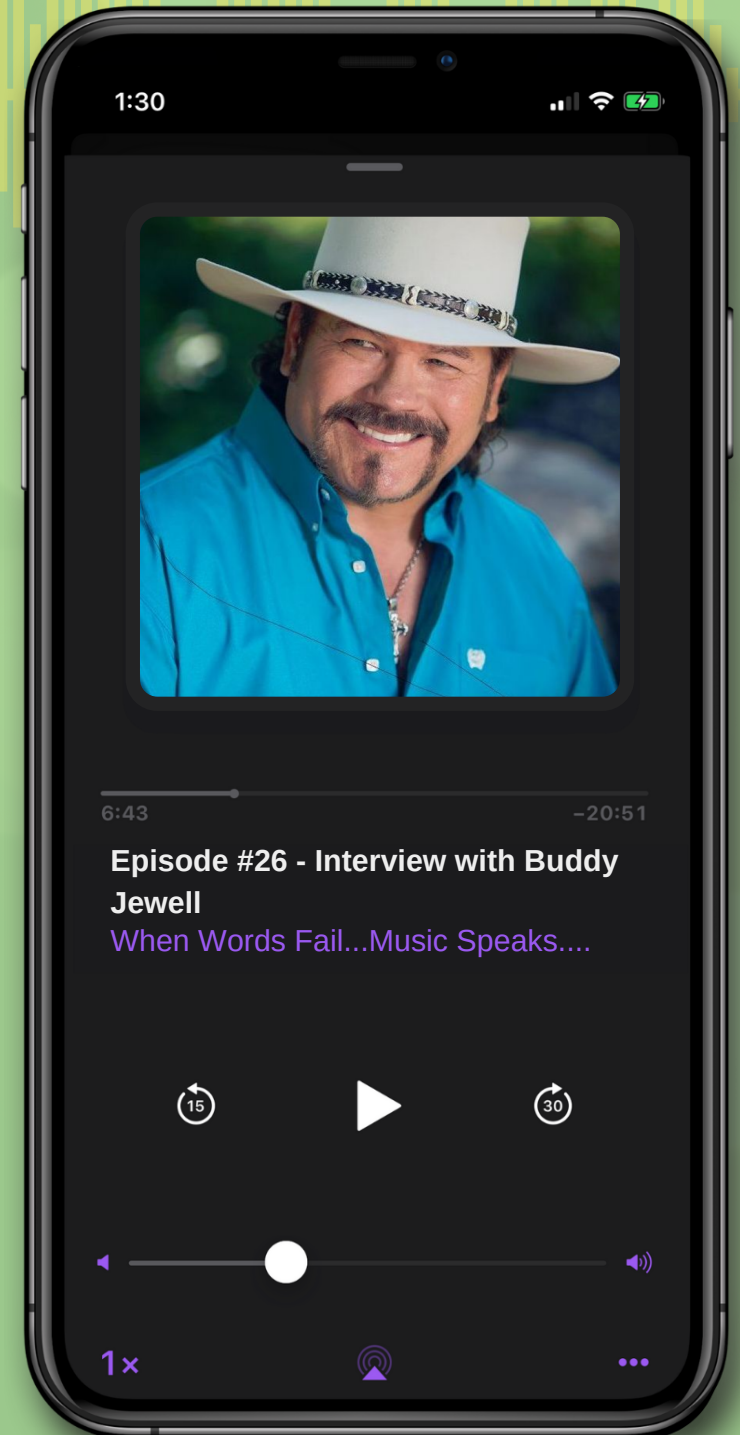 1:30
6:43
−20:51
Episode #26 - Interview with Buddy
Jewell
When Words Fail...Music Speaks....
15
30
1×